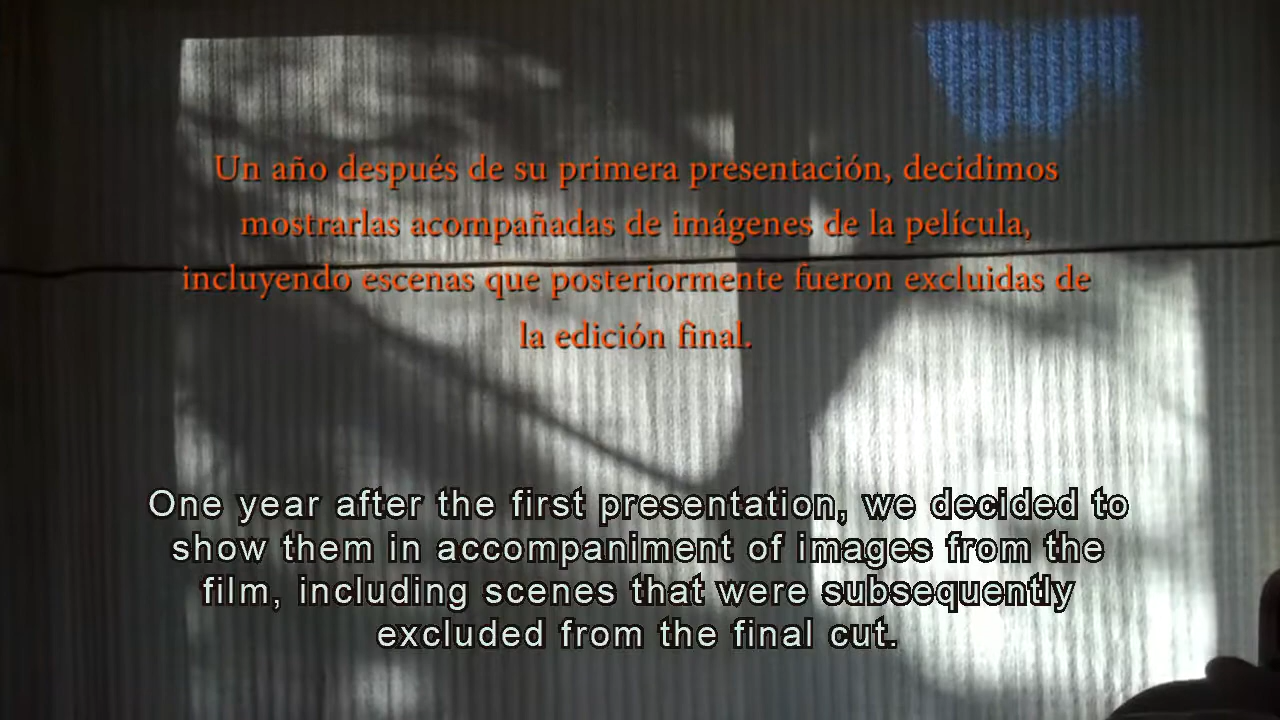 Un año después de su primera presentación, decidimos
mostrarlas acompañadas de imágenes de la película,
incluyendo escenas que posteriormente fueron excluidas de
la edición final.
One year after the first presentation, we decided to
show them in accompaniment of images from the
film, including scenes that were subsequently
excluded from the final cut.